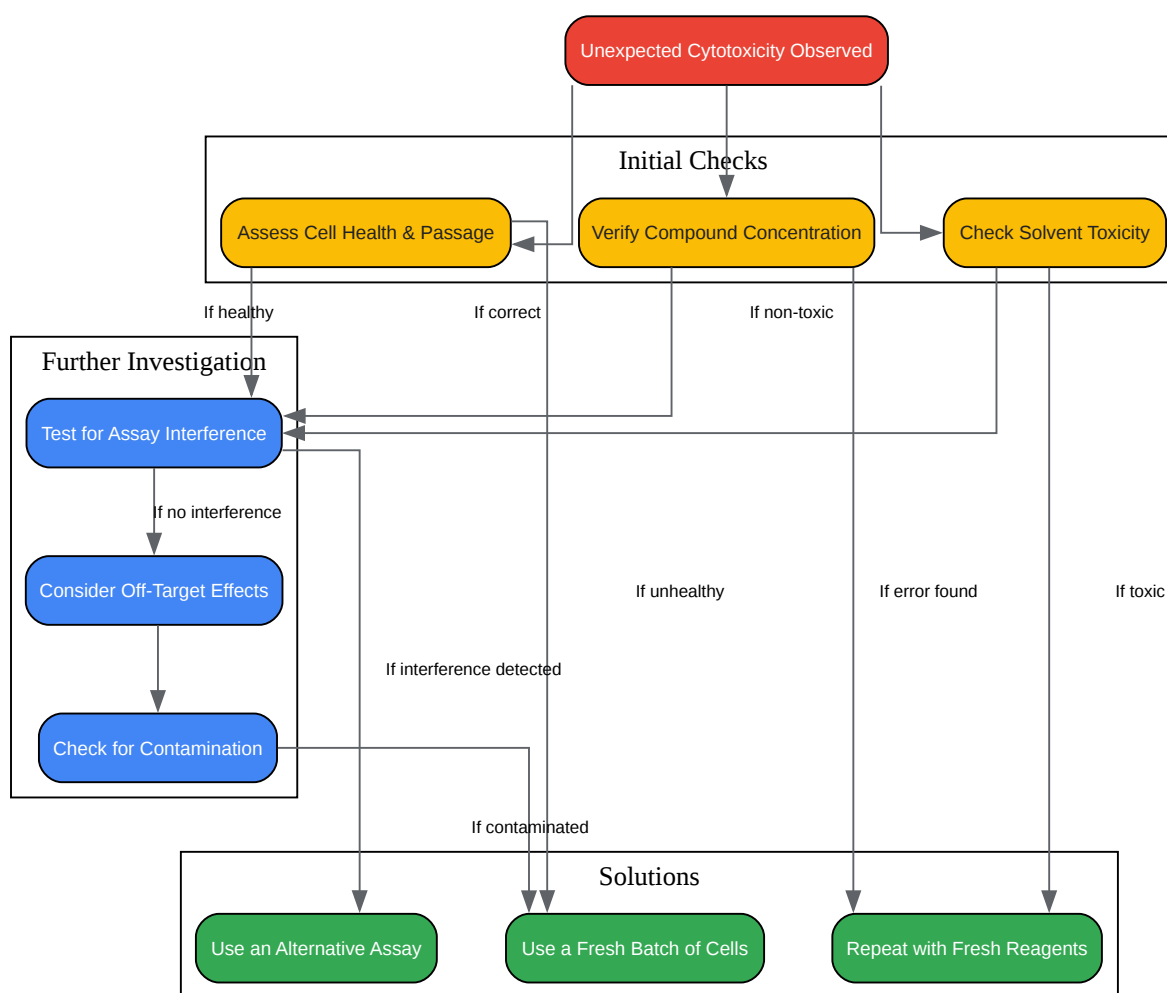 Unexpected Cytotoxicity Observed
Initial Checks
Assess Cell Health & Passage
Verify Compound Concentration
Check Solvent Toxicity
If healthy
If correct
If non-toxic
Further Investigation
Test for Assay Interference
If no interference
Consider Off-Target Effects
If unhealthy
If error found
If toxic
If interference detected
Check for Contamination
If contaminated
Solutions
Use an Alternative Assay
Use a Fresh Batch of Cells
Repeat with Fresh Reagents